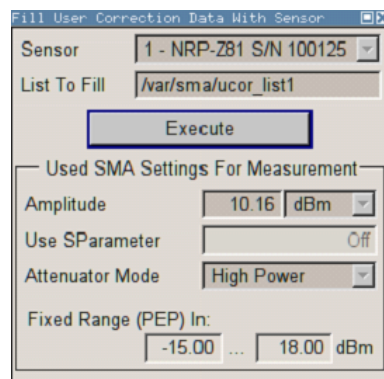 Fill User Correction Data With Sensor
Sensor 1 - NRP-Z81 S/N 100125
List To Fill /var/sma/ucor_list1
Execute
Used SMA Settings For Measurement
Amplitude 10.16 dBm
Use SParameter Off
Attenuator Mode High Power
Fixed Range (PEP) In:
-15.00 ... 18.00 dBm